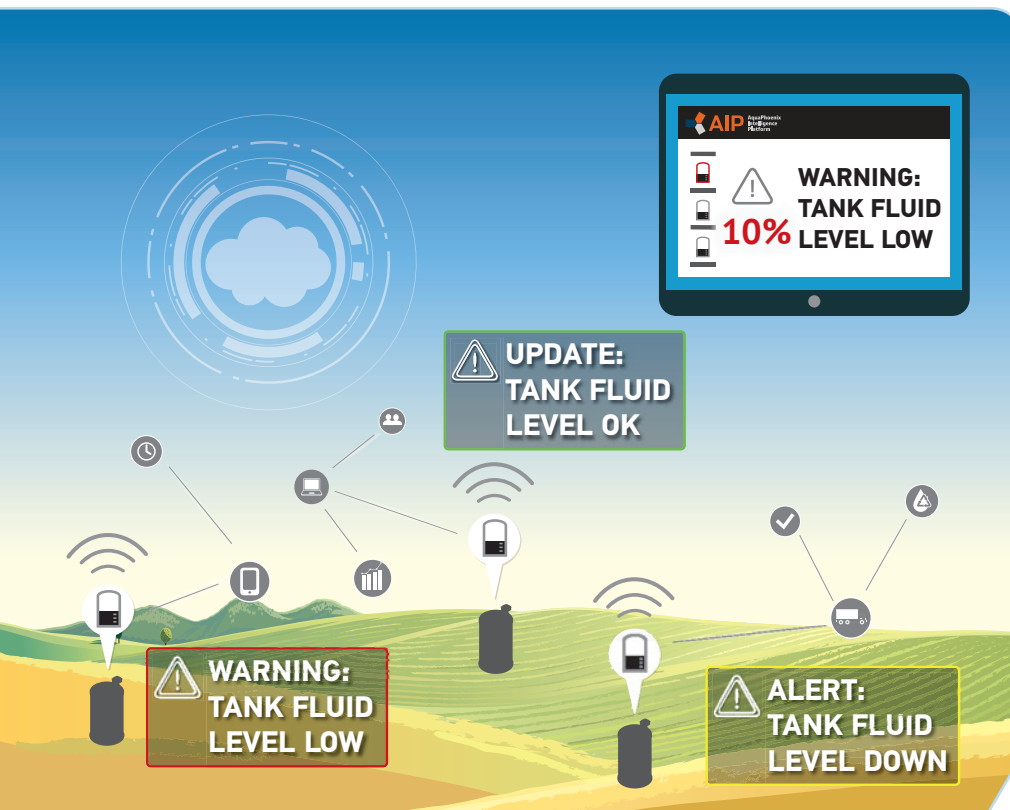 AIP AquaPhoenix
Intelligence
Platform
WARNING:
TANK FLUID
10% LEVEL LOW
UPDATE:
TANK FLUID
LEVEL OK
WARNING:
TANK FLUID
LEVEL LOW
ALERT:
TANK FLUID
LEVEL DOWN